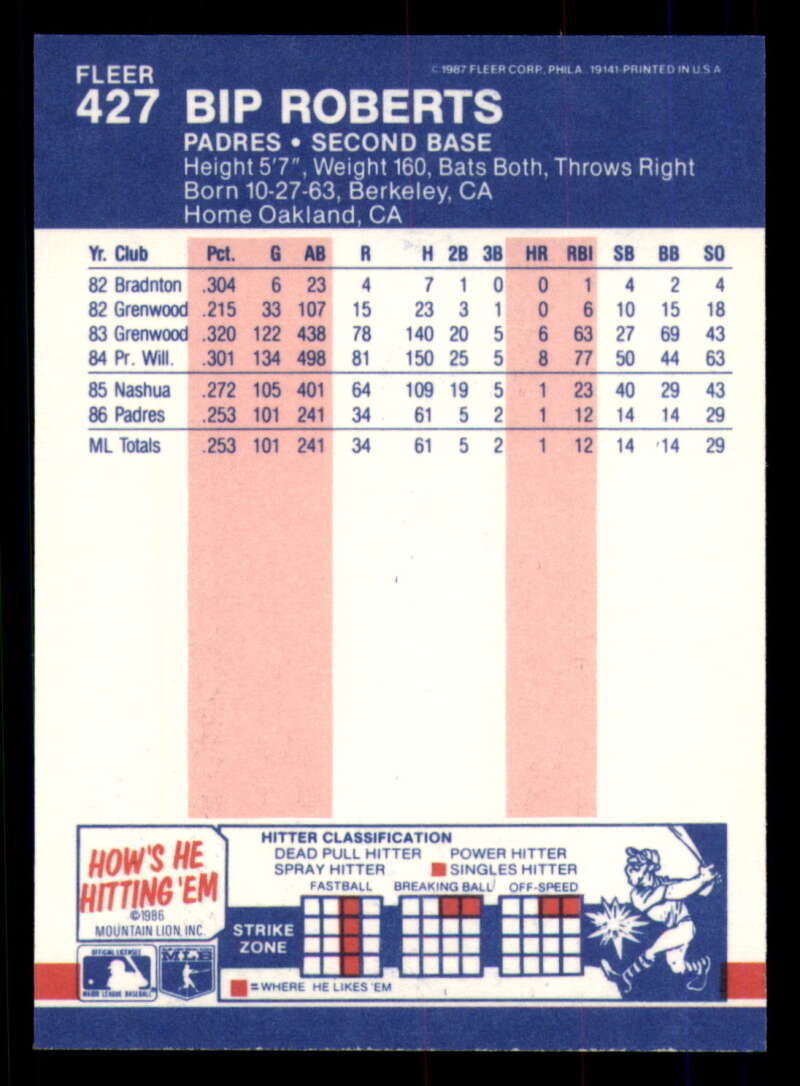 FLEER
427
© 1987 FLEER CORP., PHILA. 19141-PRINTED IN U.S.A.
BIP ROBERTS
PADRES • SECOND BASE
Height 5'7", Weight 160, Bats Both, Throws Right
Born 10-27-63, Berkeley, CA
Home Oakland, CA
Yr. Club Pct. G AB R H 2B 3B HR RBI SB BB SO
82 Bradnton .304 6 23 4 7 1 0 0 1 4 2 4
82 Grenwood .215 33 107 15 23 3 1 0 6 10 15 18
83 Grenwood .320 122 438 78 140 20 5 6 63 27 69 43
84 Pr. Will. .301 134 498 81 150 25 5 8 77 50 44 63
85 Nashua .272 105 401 64 109 19 5 1 23 40 29 43
86 Padres .253 101 241 34 61 5 2 1 12 14 14 29
ML Totals .253 101 241 34 61 5 2 1 12 14 14 29
HOW'S HE
HITTING 'EM
©1986
MOUNTAIN LION, INC.
OFFICIAL LICENSEE
MAJOR LEAGUE BASEBALL
MLB
HITTER CLASSIFICATION
DEAD PULL HITTER POWER HITTER
SPRAY HITTER SINGLES HITTER
FASTBALL BREAKING BALL OFF-SPEED
STRIKE
ZONE
=WHERE HE LIKES 'EM